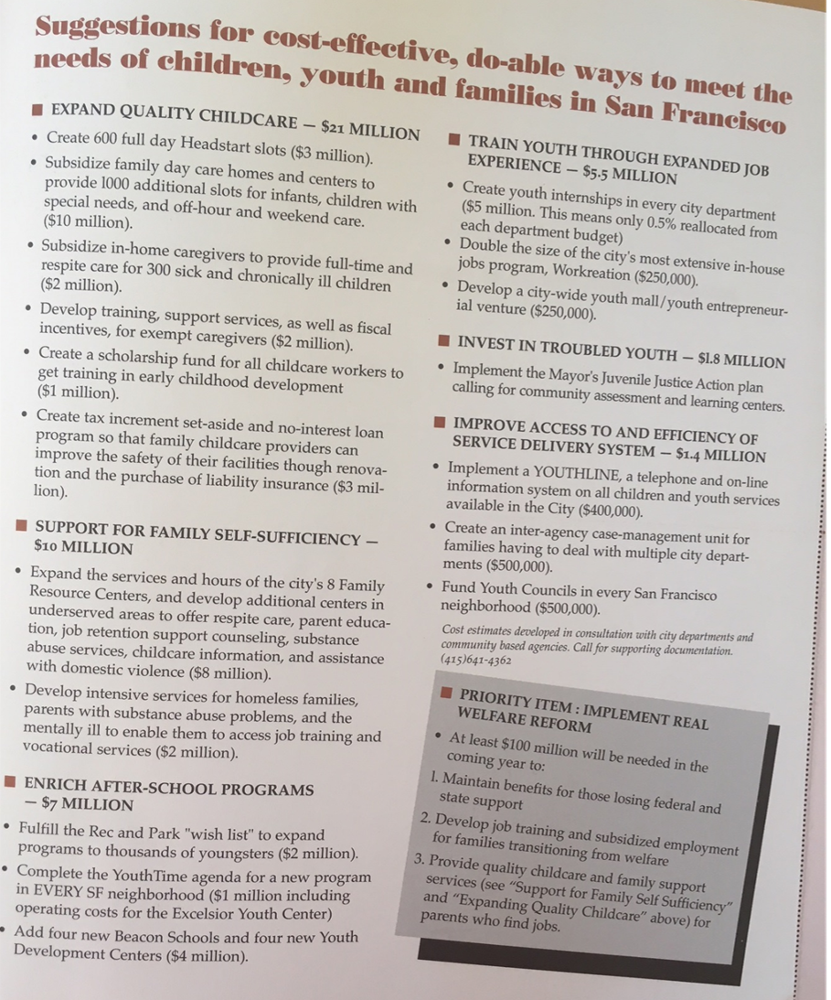 Suggestions for cost-effective, do-able ways to meet the
needs of children, youth and families in San Francisco
■ EXPAND QUALITY CHILDCARE — $21 MILLION
• Create 600 full day Headstart slots ($3 million).
• Subsidize family day care homes and centers to
provide 1000 additional slots for infants, children with
special needs, and off-hour and weekend care.
($10 million).
• Subsidize in-home caregivers to provide full-time and
respite care for 300 sick and chronically ill children
($2 million).
• Develop training, support services, as well as fiscal
incentives, for exempt caregivers ($2 million).
• Create a scholarship fund for all childcare workers to
get training in early childhood development
($1 million).
• Create tax increment set-aside and no-interest loan
program so that family childcare providers can
improve the safety of their facilities though renova-
tion and the purchase of liability insurance ($3 mil-
lion).
■ SUPPORT FOR FAMILY SELF-SUFFICIENCY —
$10 MILLION
• Expand the services and hours of the city's 8 Family
Resource Centers, and develop additional centers in
underserved areas to offer respite care, parent educa-
tion, job retention support counseling, substance
abuse services, childcare information, and assistance
with domestic violence ($8 million).
• Develop intensive services for homeless families,
parents with substance abuse problems, and the
mentally ill to enable them to access job training and
vocational services ($2 million).
■ ENRICH AFTER-SCHOOL PROGRAMS
— $7 MILLION
• Fulfill the Rec and Park "wish list" to expand
programs to thousands of youngsters ($2 million).
• Complete the YouthTime agenda for a new program
in EVERY SF neighborhood ($1 million including
operating costs for the Excelsior Youth Center)
• Add four new Beacon Schools and four new Youth
Development Centers ($4 million).
■ TRAIN YOUTH THROUGH EXPANDED JOB
EXPERIENCE — $5.5 MILLION
• Create youth internships in every city department
($5 million. This means only 0.5% reallocated from
each department budget)
• Double the size of the city's most extensive in-house
jobs program, Workreation ($250,000).
• Develop a city-wide youth mall/youth entrepreneur-
ial venture ($250,000).
■ INVEST IN TROUBLED YOUTH — $1.8 MILLION
• Implement the Mayor's Juvenile Justice Action plan
calling for community assessment and learning centers.
■ IMPROVE ACCESS TO AND EFFICIENCY OF
SERVICE DELIVERY SYSTEM — $1.4 MILLION
• Implement a YOUTHLINE, a telephone and on-line
information system on all children and youth services
available in the City ($400,000).
• Create an inter-agency case-management unit for
families having to deal with multiple city depart-
ments ($500,000).
• Fund Youth Councils in every San Francisco
neighborhood ($500,000).
Cost estimates developed in consultation with city departments and
community based agencies. Call for supporting documentation.
(415)641-4362
■ PRIORITY ITEM : IMPLEMENT REAL
WELFARE REFORM
• At least $100 million will be needed in the
coming year to:
1. Maintain benefits for those losing federal and
state support
2. Develop job training and subsidized employment
for families transitioning from welfare
3. Provide quality childcare and family support
services (see “Support for Family Self Sufficiency”
and “Expanding Quality Childcare” above) for
parents who find jobs.